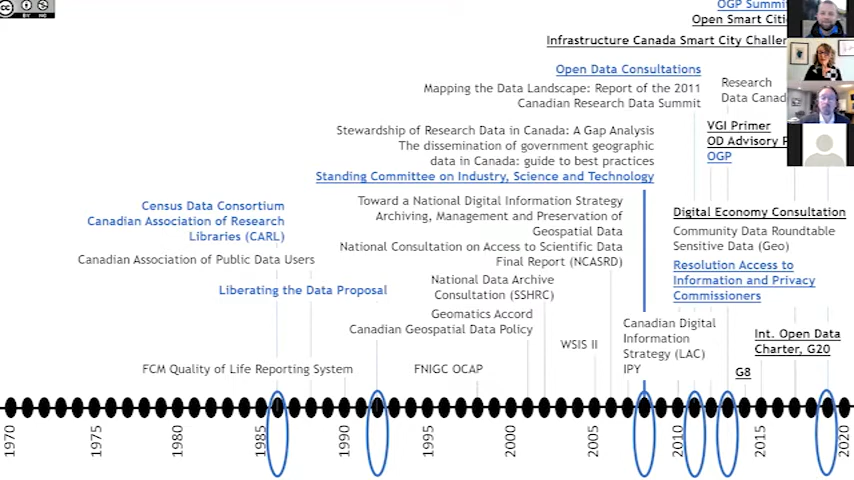 cc
BY NC
OGP Summit
Open Smart Citi
Infrastructure Canada Smart City Challen
Open Data Consultations
Mapping the Data Landscape: Report of the 2011
Canadian Research Data Summit
Research
Data Canad
Stewardship of Research Data in Canada: A Gap Analysis
The dissemination of government geographic
data in Canada: guide to best practices
Standing Committee on Industry, Science and Technology
VGI Primer
OD Advisory P
OGP
Census Data Consortium
Canadian Association of Research
Libraries (CARL)
Canadian Association of Public Data Users
Liberating the Data Proposal
Toward a National Digital Information Strategy
Archiving, Management and Preservation of
Geospatial Data
National Consultation on Access to Scientific Data
Final Report (NCASRD)
National Data Archive
Consultation (SSHRC)
Geomatics Accord
Canadian Geospatial Data Policy
Digital Economy Consultation
Community Data Roundtable
Sensitive Data (Geo)
Resolution Access to
Information and Privacy
Commissioners
WSIS II
Canadian Digital
Information
Strategy (LAC)
IPY
Int. Open Data
Charter, G20
G8
FCM Quality of Life Reporting System
FNIGC OCAP
1970
1975
1980
1985
1990
1995
2000
2005
2010
2015
2020